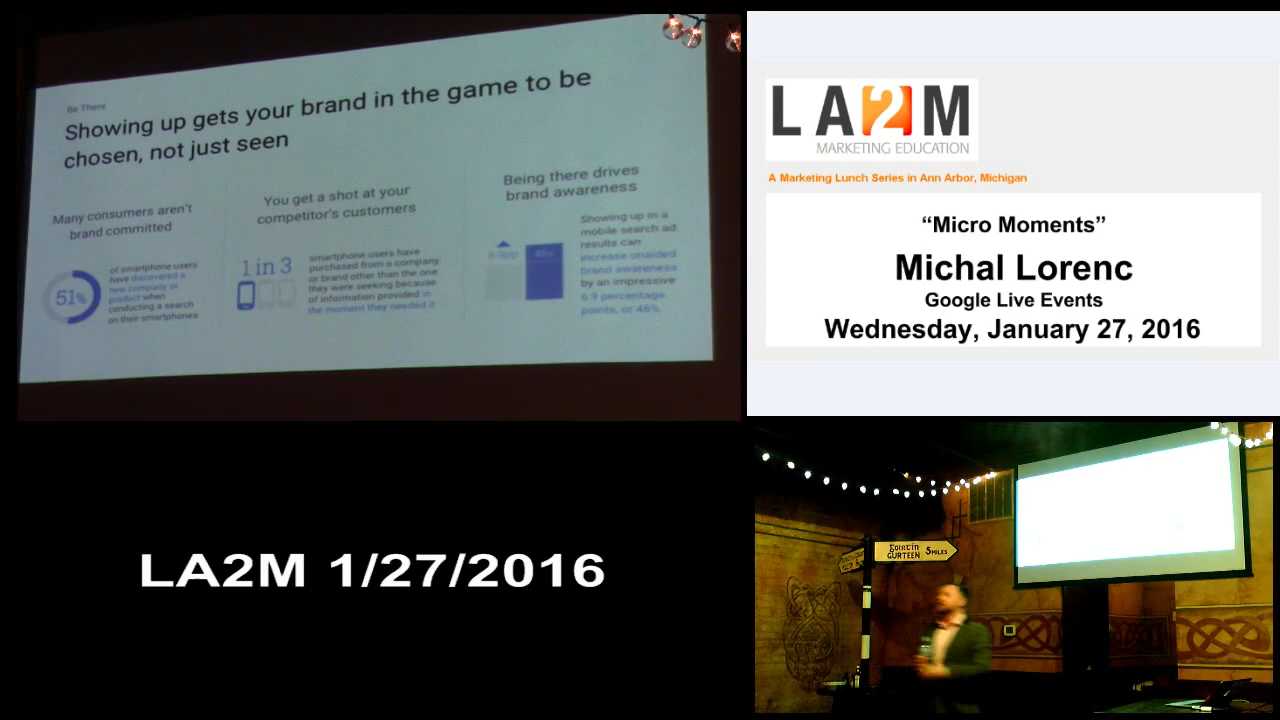 Be There
Showing up gets your brand in the game to be
chosen, not just seen
Many consumers aren't
brand committed
51%
of smartphone users
have discovered a
new company or
product when
conducting a search
on their smartphones
You get a shot at your
competitor's customers
1 in 3
smartphone users have
purchased from a company
or brand other than the one
they were seeking because
of information provided in
the moment they needed it
Being there drives
brand awareness
6.9pp
46%
Showing up in a
mobile search ad
results can
increase unaided
brand awareness
by an impressive
6.9 percentage
points, or 46%.
LA2M
MARKETING EDUCATION
A Marketing Lunch Series in Ann Arbor, Michigan
“Micro Moments”
Michal Lorenc
Google Live Events
Wednesday, January 27, 2016
LA2M 1/27/2016
GOIRTÍN
GURTEEN 5 MILES